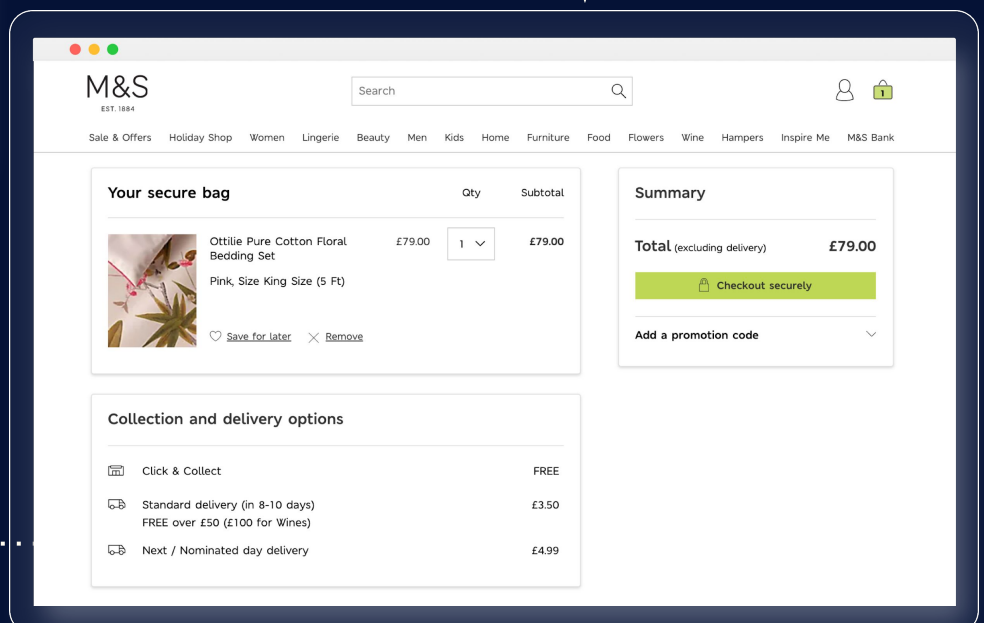 M&S
EST. 1884
Search
1
Sale & Offers Holiday Shop Women Lingerie Beauty Men Kids Home Furniture Food Flowers Wine Hampers Inspire Me M&S Bank
Your secure bag Qty Subtotal
Ottilie Pure Cotton Floral £79.00 1 £79.00
Bedding Set
Pink, Size King Size (5 Ft)
Save for later Remove
Summary
Total (excluding delivery) £79.00
Checkout securely
Add a promotion code
Collection and delivery options
Click & Collect FREE
Standard delivery (in 8-10 days) £3.50
FREE over £50 (£100 for Wines)
Next / Nominated day delivery £4.99